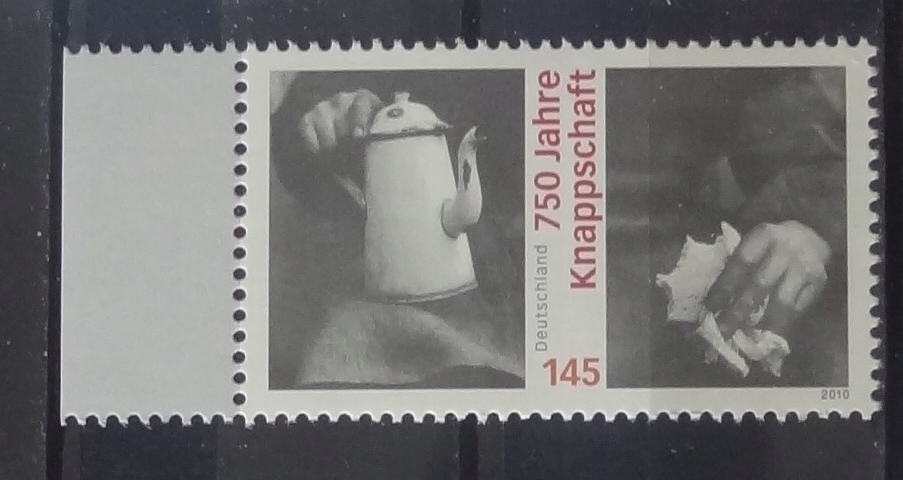 750 Jahre
Knappschaft
Deutschland
145
2010